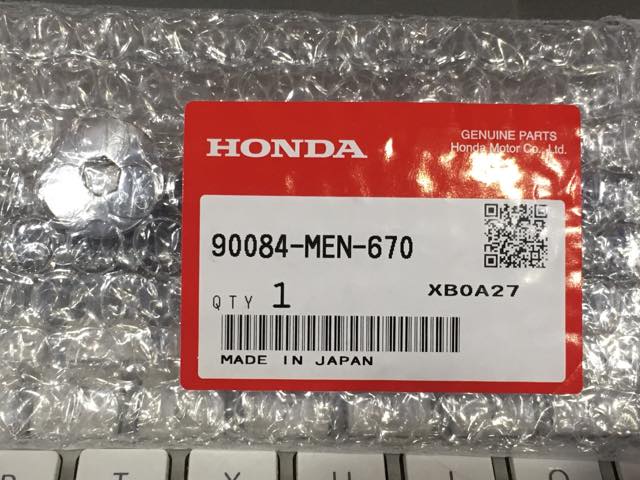 HONDA
GENUINE PARTS
Honda Motor Co., Ltd.
90084-MEN-670
QTY 1
XB0A27
MADE IN JAPAN
T Y U I O